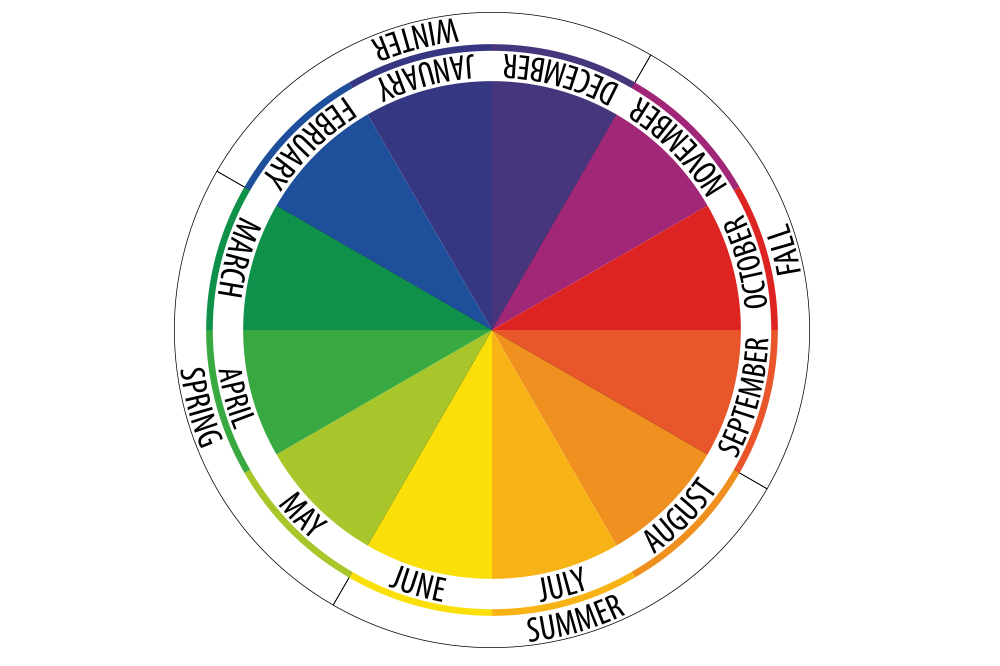 WINTER
JANUARY
FEBRUARY
MARCH
SPRING
APRIL
MAY
JUNE
SUMMER
JULY
AUGUST
SEPTEMBER
FALL
OCTOBER
NOVEMBER
DECEMBER